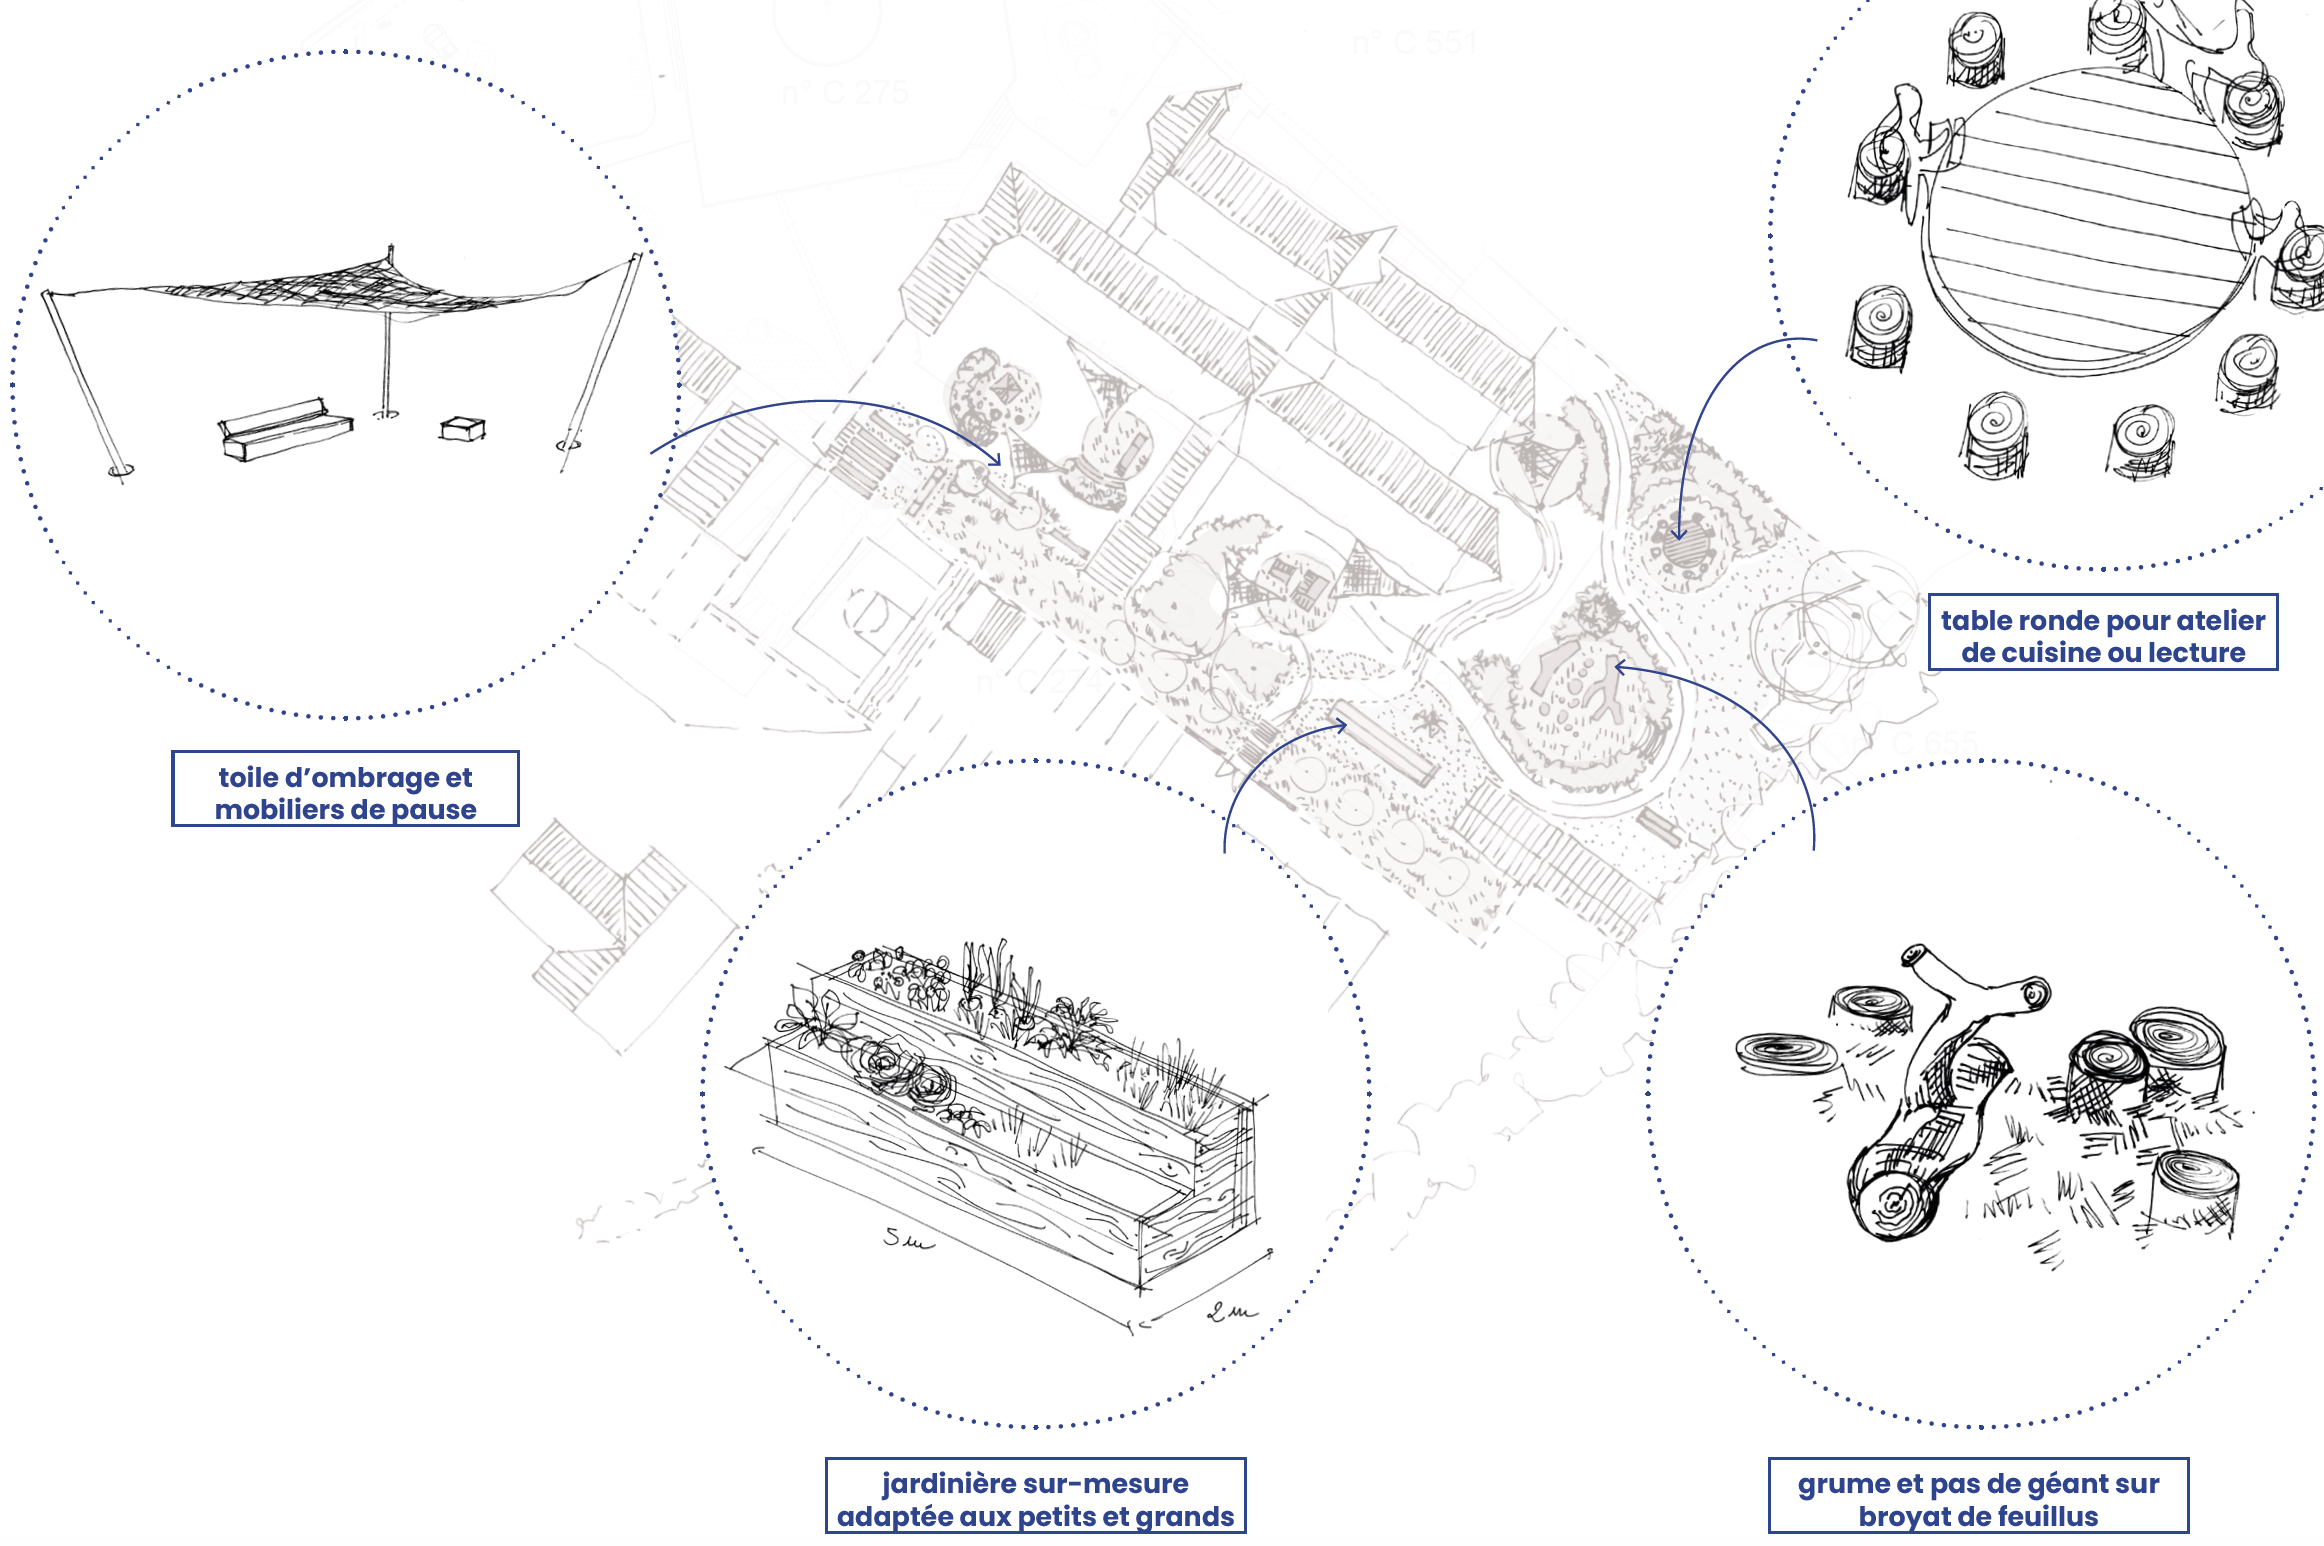 n° C 551
n° C 275
table ronde pour atelier
de cuisine ou lecture
n° C 274
C 655
toile d’ombrage et
mobiliers de pause
5m
2m
jardinière sur-mesure
adaptée aux petits et grands
grume et pas de géant sur
broyat de feuillus